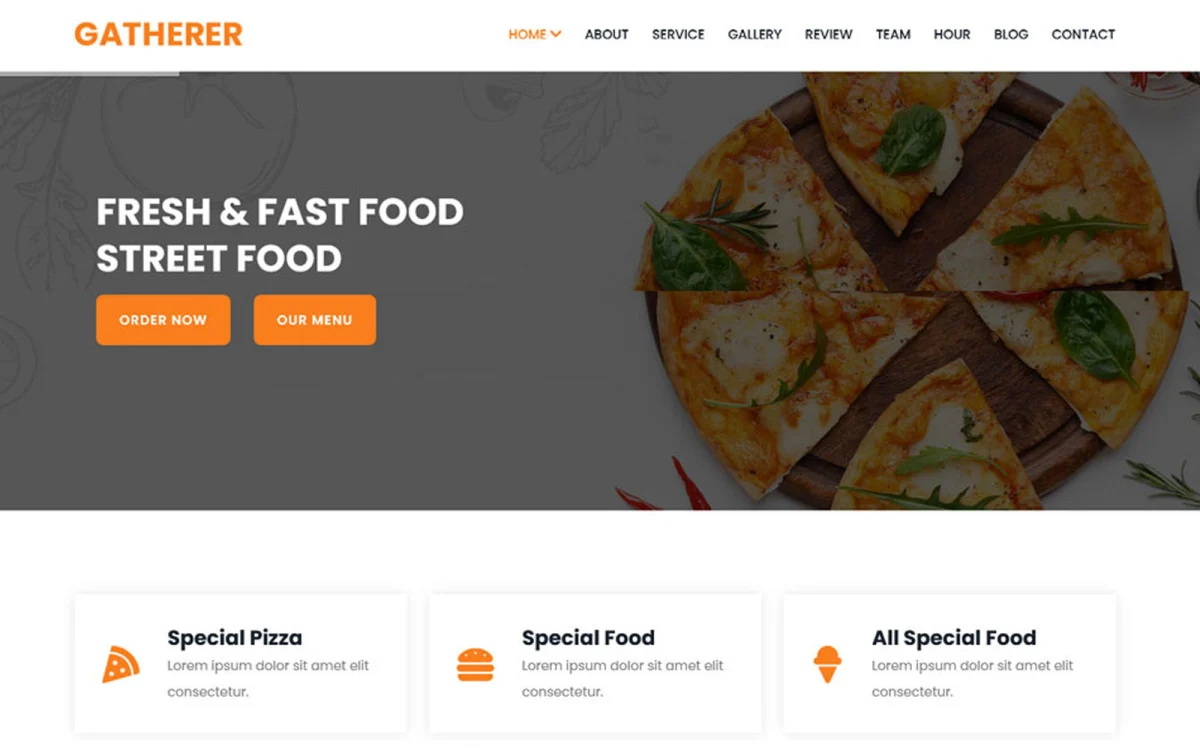 GATHERER
HOME ABOUT SERVICE GALLERY REVIEW TEAM HOUR BLOG CONTACT
FRESH & FAST FOOD
STREET FOOD
ORDER NOW OUR MENU
Special Pizza
Lorem ipsum dolor sit amet elit
consectetur.
Special Food
Lorem ipsum dolor sit amet elit
consectetur.
All Special Food
Lorem ipsum dolor sit amet elit
consectetur.